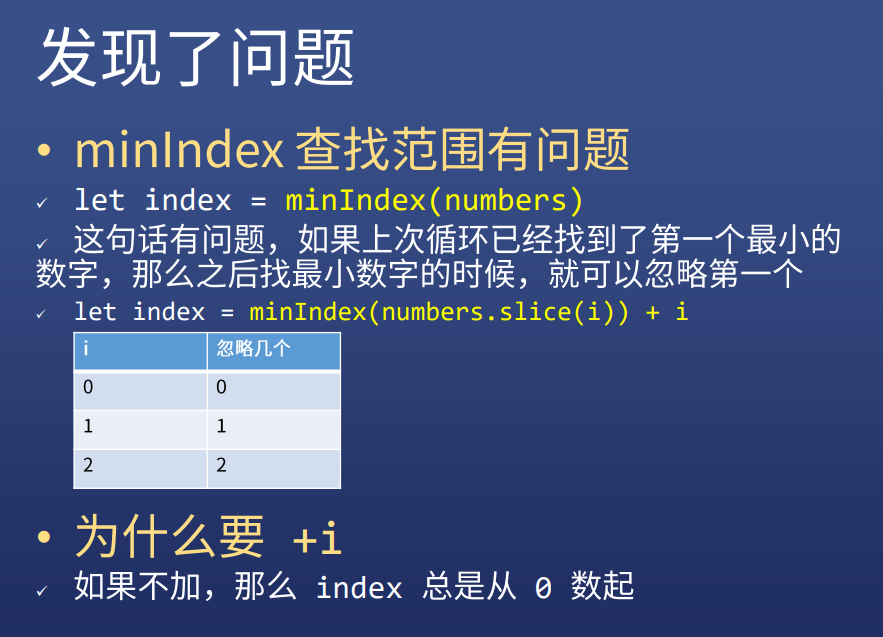 发现了问题
• minIndex 查找范围有问题
✓ let index = minIndex(numbers)
✓ 这句话有问题，如果上次循环已经找到了第一个最小的
数字，那么之后找最小数字的时候，就可以忽略第一个
✓ let index = minIndex(numbers.slice(i)) + i
i 忽略几个
0 0
1 1
2 2
• 为什么要 +i
✓ 如果不加，那么 index 总是从 0 数起